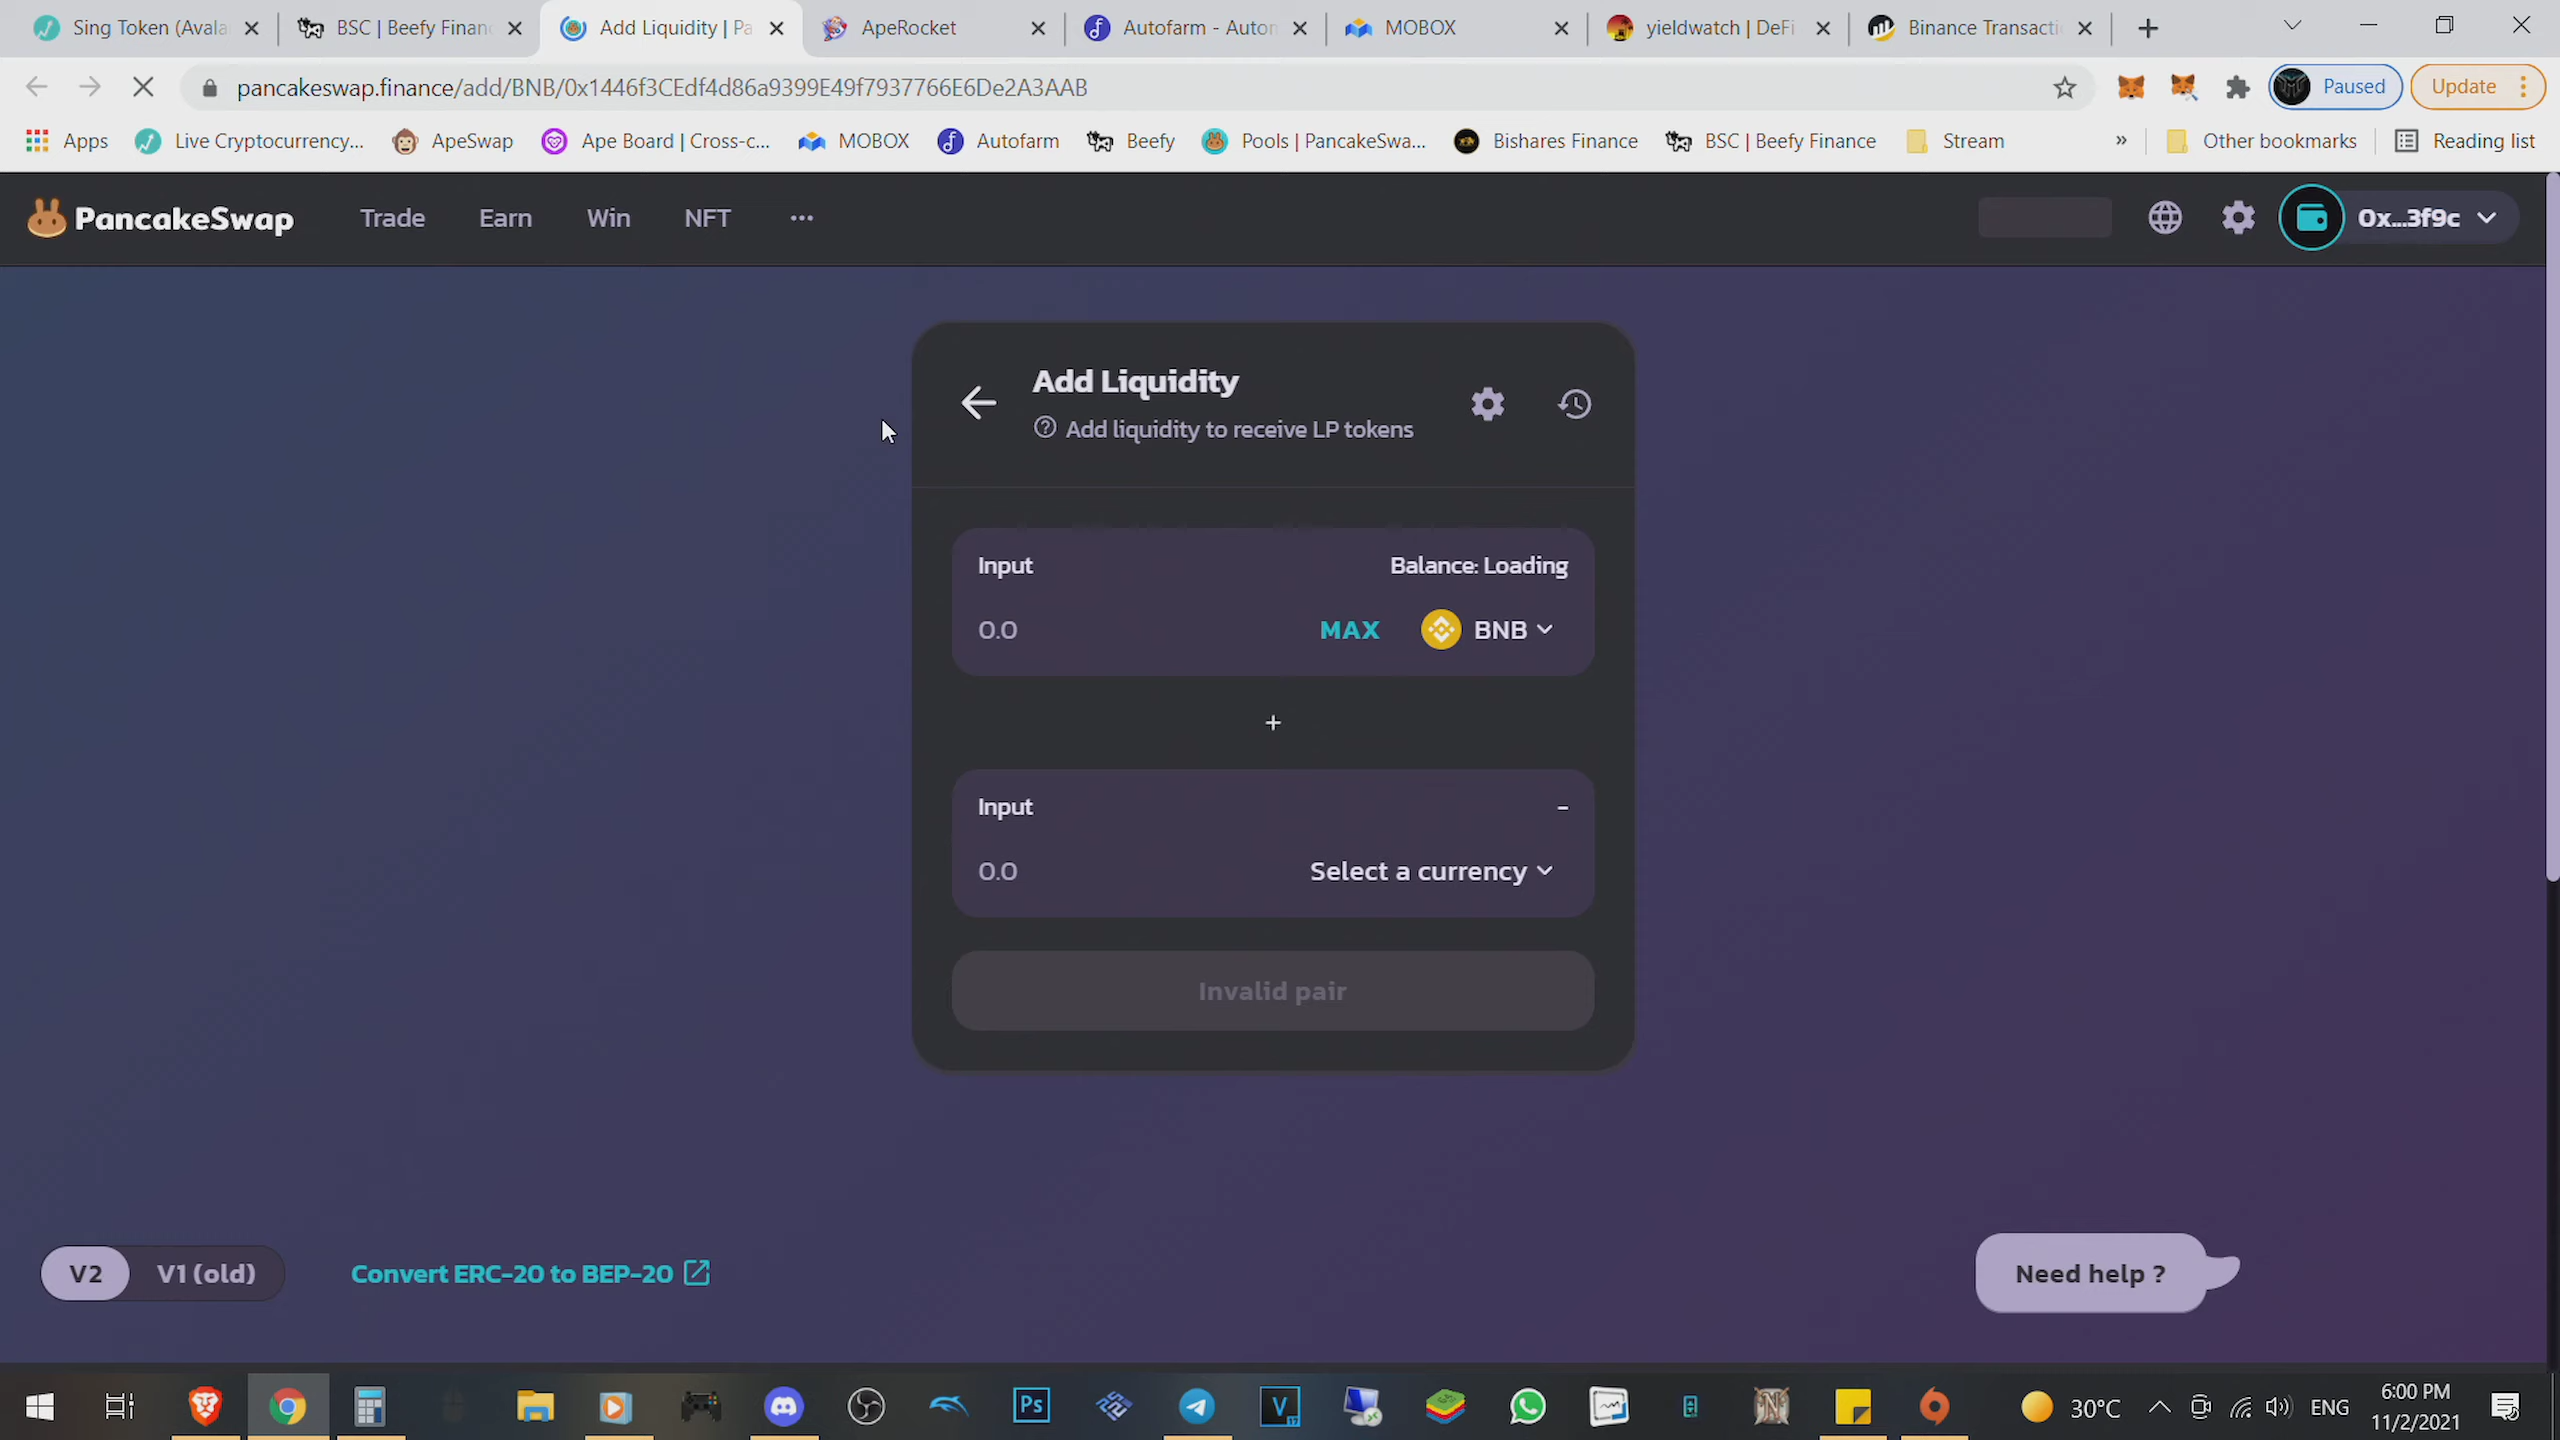 Sing Token (Avala
BSC | Beefy Financ
Add Liquidity | Pa
ApeRocket
Autofarm - Autom
MOBOX
yieldwatch | DeFi
Binance Transacti
pancakeswap.finance/add/BNB/0x1446f3CEdf4d86a9399E49f7937766E6De2A3AAB
Paused
Update
Apps
Live Cryptocurrency...
ApeSwap
Ape Board | Cross-c...
MOBOX
Autofarm
Beefy
Pools | PancakeSwa...
Bishares Finance
BSC | Beefy Finance
Stream
»
Other bookmarks
Reading list
PancakeSwap
Trade
Earn
Win
NFT
0x...3f9c
Add Liquidity
Add liquidity to receive LP tokens
Input
Balance: Loading
0.0
MAX
BNB
+
Input
-
0.0
Select a currency
Invalid pair
V2
V1 (old)
Convert ERC-20 to BEP-20
Need help ?
Ps
V
17
30°C
ENG
6:00 PM
11/2/2021